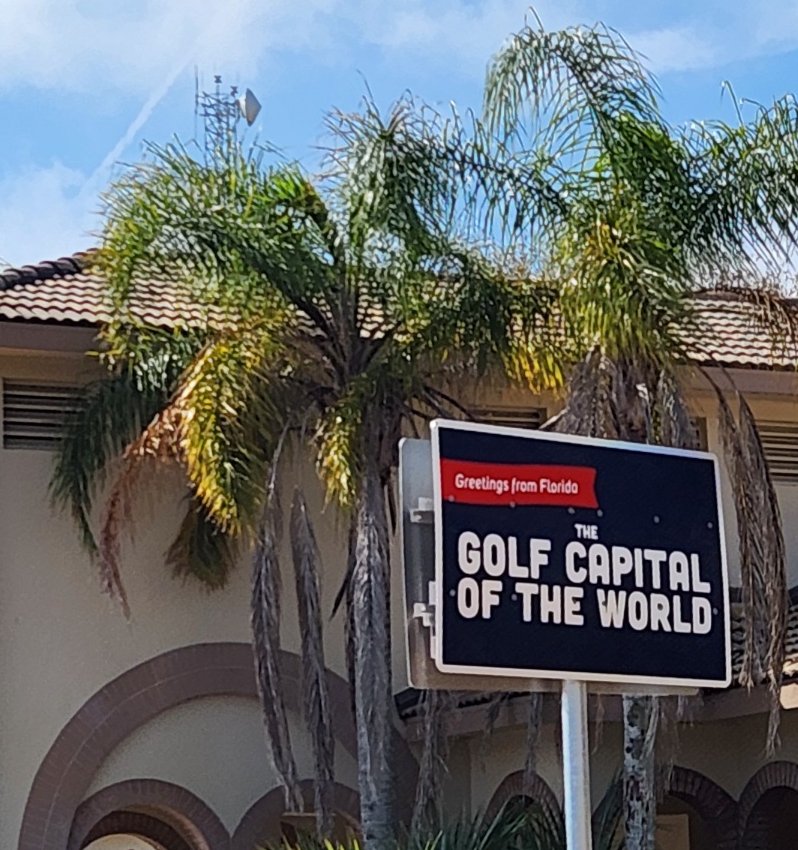 Greetings from Florida
THE
GOLF CAPITAL
OF THE WORLD